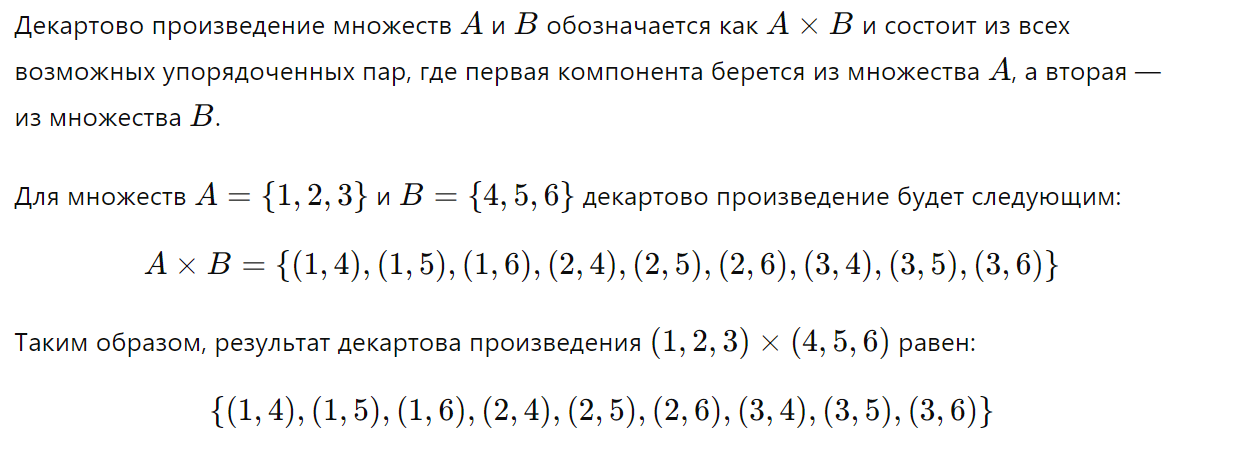 Декартово произведение множеств A и B обозначается как A × B и состоит из всех
возможных упорядоченных пар, где первая компонента берется из множества A, а вторая —
из множества B.
Для множеств A = {1, 2, 3} и B = {4, 5, 6} декартово произведение будет следующим:
A × B = {(1, 4), (1, 5), (1, 6), (2, 4), (2, 5), (2, 6), (3, 4), (3, 5), (3, 6)}
Таким образом, результат декартова произведения (1, 2, 3) × (4, 5, 6) равен:
{(1, 4), (1, 5), (1, 6), (2, 4), (2, 5), (2, 6), (3, 4), (3, 5), (3, 6)}